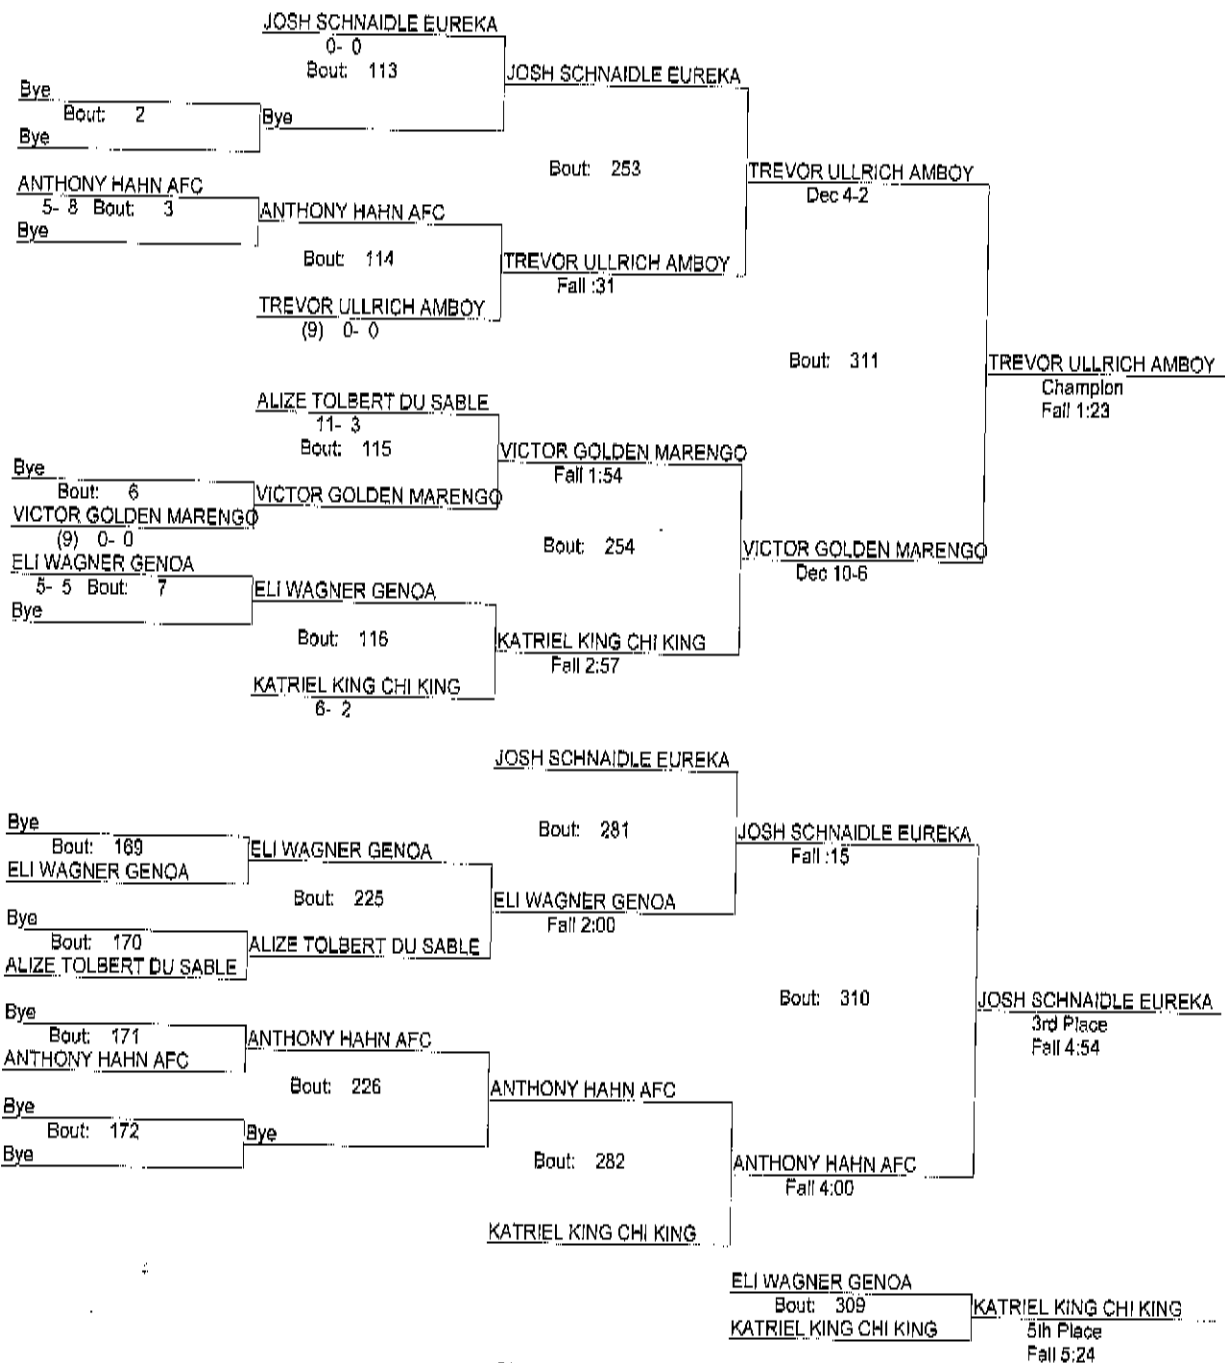 JOSH SCHNAIDLE EUREKA
0- 0
Bout: 113
JOSH SCHNAIDLE EUREKA
Bye
Bout: 2
Bye
Bye
Bout: 253
TREVOR ULLRICH AMBOY
Dec 4-2
ANTHONY HAHN AFC
5- 8 Bout: 3
ANTHONY HAHN AFC
Bye
Bout: 114
TREVOR ULLRICH AMBOY
Fall :31
TREVOR ULLRICH AMBOY
(9) 0- 0
Bout: 311
TREVOR ULLRICH AMBOY
Champion
Fall 1:23
ALIZE TOLBERT DU SABLE
11- 3
Bout: 115
VICTOR GOLDEN MARENGO
Fall 1:54
Bye
Bout: 6
VICTOR GOLDEN MARENGO
VICTOR GOLDEN MARENGO
(9) 0- 0
Bout: 254
VICTOR GOLDEN MARENGO
Dec 10-6
ELI WAGNER GENOA
5- 5 Bout: 7
ELI WAGNER GENOA
Bye
Bout: 116
KATRIEL KING CHI KING
Fall 2:57
KATRIEL KING CHI KING
6- 2
JOSH SCHNAIDLE EUREKA
Bout: 281
JOSH SCHNAIDLE EUREKA
Fall :15
Bye
Bout: 169
ELI WAGNER GENOA
ELI WAGNER GENOA
Bout: 225
ELI WAGNER GENOA
Fall 2:00
Bye
Bout: 170
ALIZE TOLBERT DU SABLE
ALIZE TOLBERT DU SABLE
Bout: 310
JOSH SCHNAIDLE EUREKA
3rd Place
Fall 4:54
Bye
Bout: 171
ANTHONY HAHN AFC
ANTHONY HAHN AFC
Bout: 226
ANTHONY HAHN AFC
Bye
Bout: 172
Bye
Bye
Bout: 282
ANTHONY HAHN AFC
Fall 4:00
KATRIEL KING CHI KING
ELI WAGNER GENOA
Bout: 309
KATRIEL KING CHI KING
KATRIEL KING CHI KING
5th Place
Fall 5:24